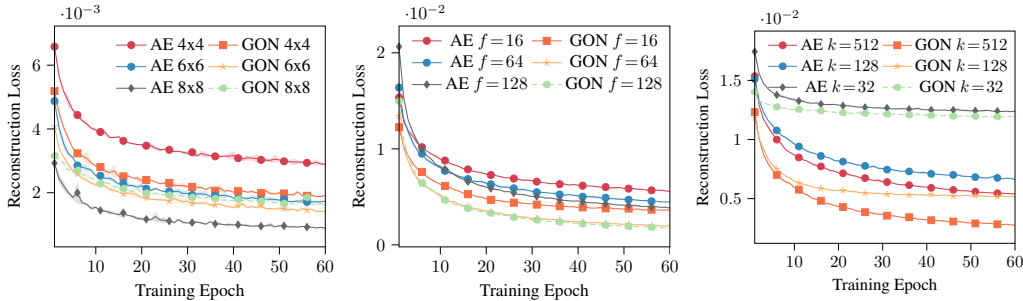 ·10⁻³
Reconstruction Loss
6
4
2
AE 4x4
GON 4x4
AE 6x6
GON 6x6
AE 8x8
GON 8x8
10
20
30
40
50
60
Training Epoch
·10⁻²
Reconstruction Loss
2
1
0
AE f = 16
GON f = 16
AE f = 64
GON f = 64
AE f = 128
GON f = 128
10
20
30
40
50
60
Training Epoch
·10⁻²
Reconstruction Loss
1.5
1
0.5
AE k = 512
GON k = 512
AE k = 128
GON k = 128
AE k = 32
GON k = 32
10
20
30
40
50
60
Training Epoch